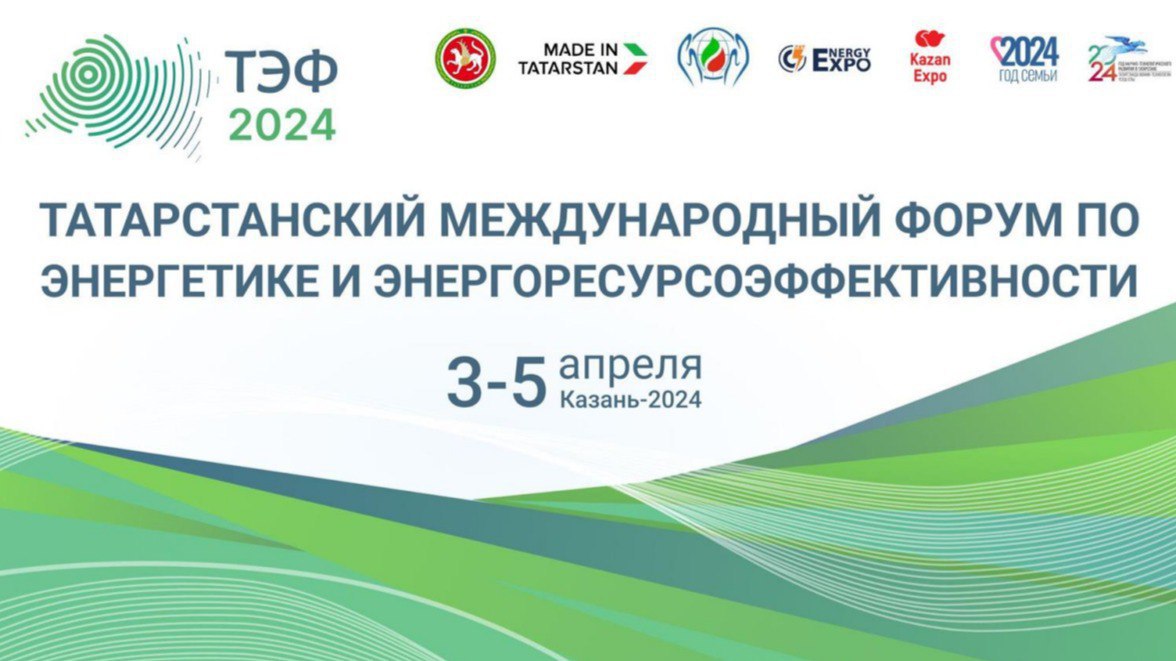 ТЭФ
2024
MADE IN
TATARSTAN
ENERGY
EXPO
Kazan
Expo
2024
ГОД СЕМЬИ
2024
ТАТАРСТАНСКИЙ МЕЖДУНАРОДНЫЙ ФОРУМ ПО
ЭНЕРГЕТИКЕ И ЭНЕРГОРЕСУРСОЭФФЕКТИВНОСТИ
3-5 апреля
Казань-2024